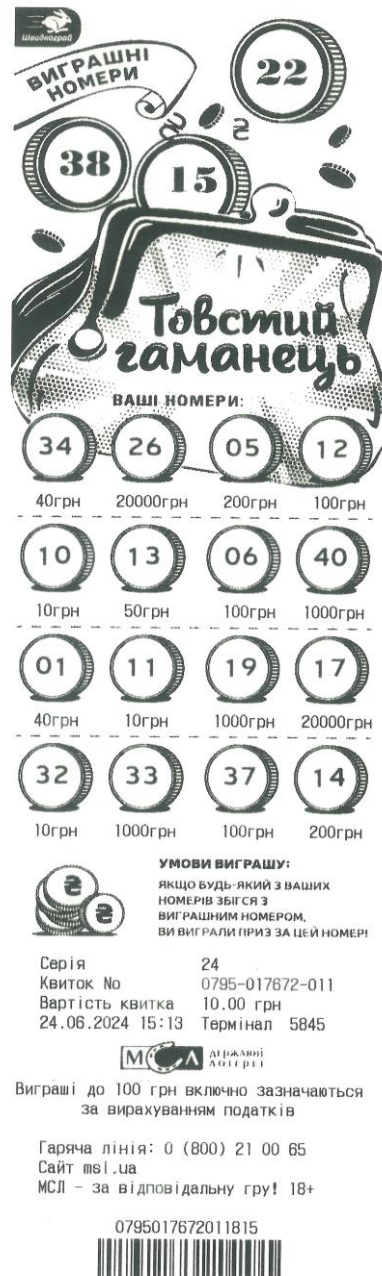 Швидкограй
ВИГРАШНІ
НОМЕРИ
22
38
15
Товстий
гаманець
ВАШІ НОМЕРИ:
34 26 05 12
40грн 20000грн 200грн 100грн
10 13 06 40
10грн 50грн 100грн 1000грн
01 11 19 17
40грн 10грн 1000грн 20000грн
32 33 37 14
10грн 1000грн 100грн 200грн
УМОВИ ВИГРАШУ:
ЯКЩО БУДЬ-ЯКИЙ З ВАШИХ
НОМЕРІВ ЗБІГСЯ З
ВИГРАШНИМ НОМЕРОМ,
ВИ ВИГРАЛИ ПРИЗ ЗА ЦЕЙ НОМЕР!
Серія 24
Квиток No 0795-017672-011
Вартість квитка 10.00 грн
24.06.2024 15:13 Термінал 5845
МСЛ ДЕРЖАВНІ
ЛОТЕРЕЇ
Виграші до 100 грн включно зазначаються
за вирахуванням податків
Гаряча лінія: 0 (800) 21 00 65
Сайт msl.ua
МСЛ - за відповідальну гру! 18+
0795017672011815